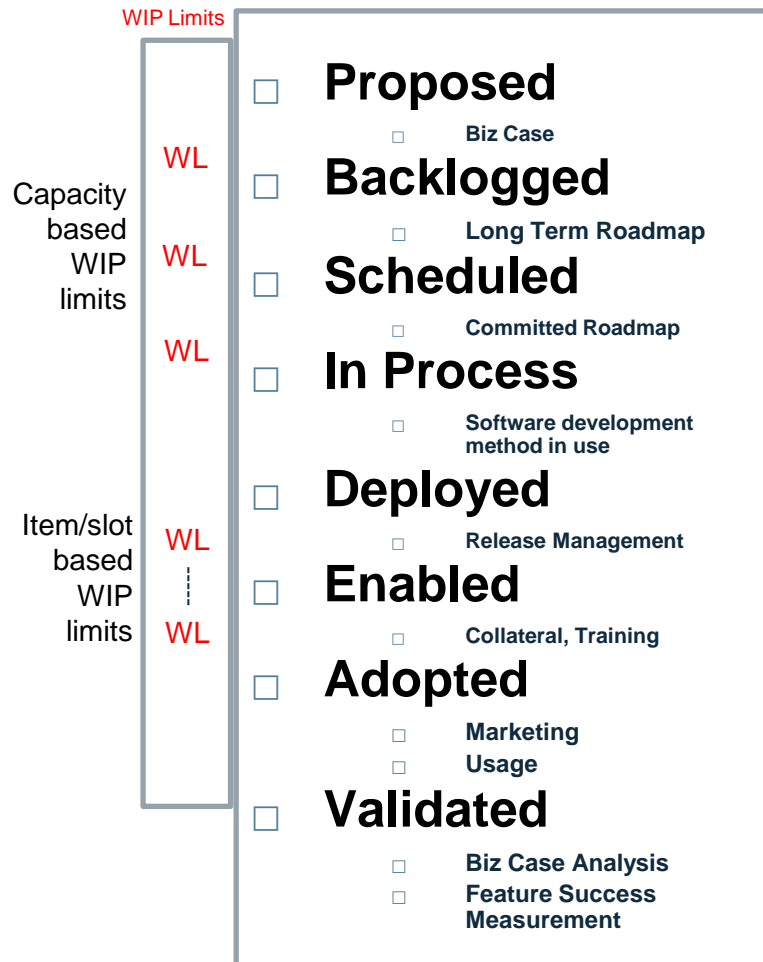 WIP Limits
Proposed
Biz Case
WL
Backlogged
Capacity
based
WIP
limits
Long Term Roadmap
WL
Scheduled
Committed Roadmap
WL
In Process
Software development
method in use
Deployed
Item/slot
based
WIP
limits
WL
Release Management
Enabled
WL
Collateral, Training
Adopted
Marketing
Usage
Validated
Biz Case Analysis
Feature Success
Measurement